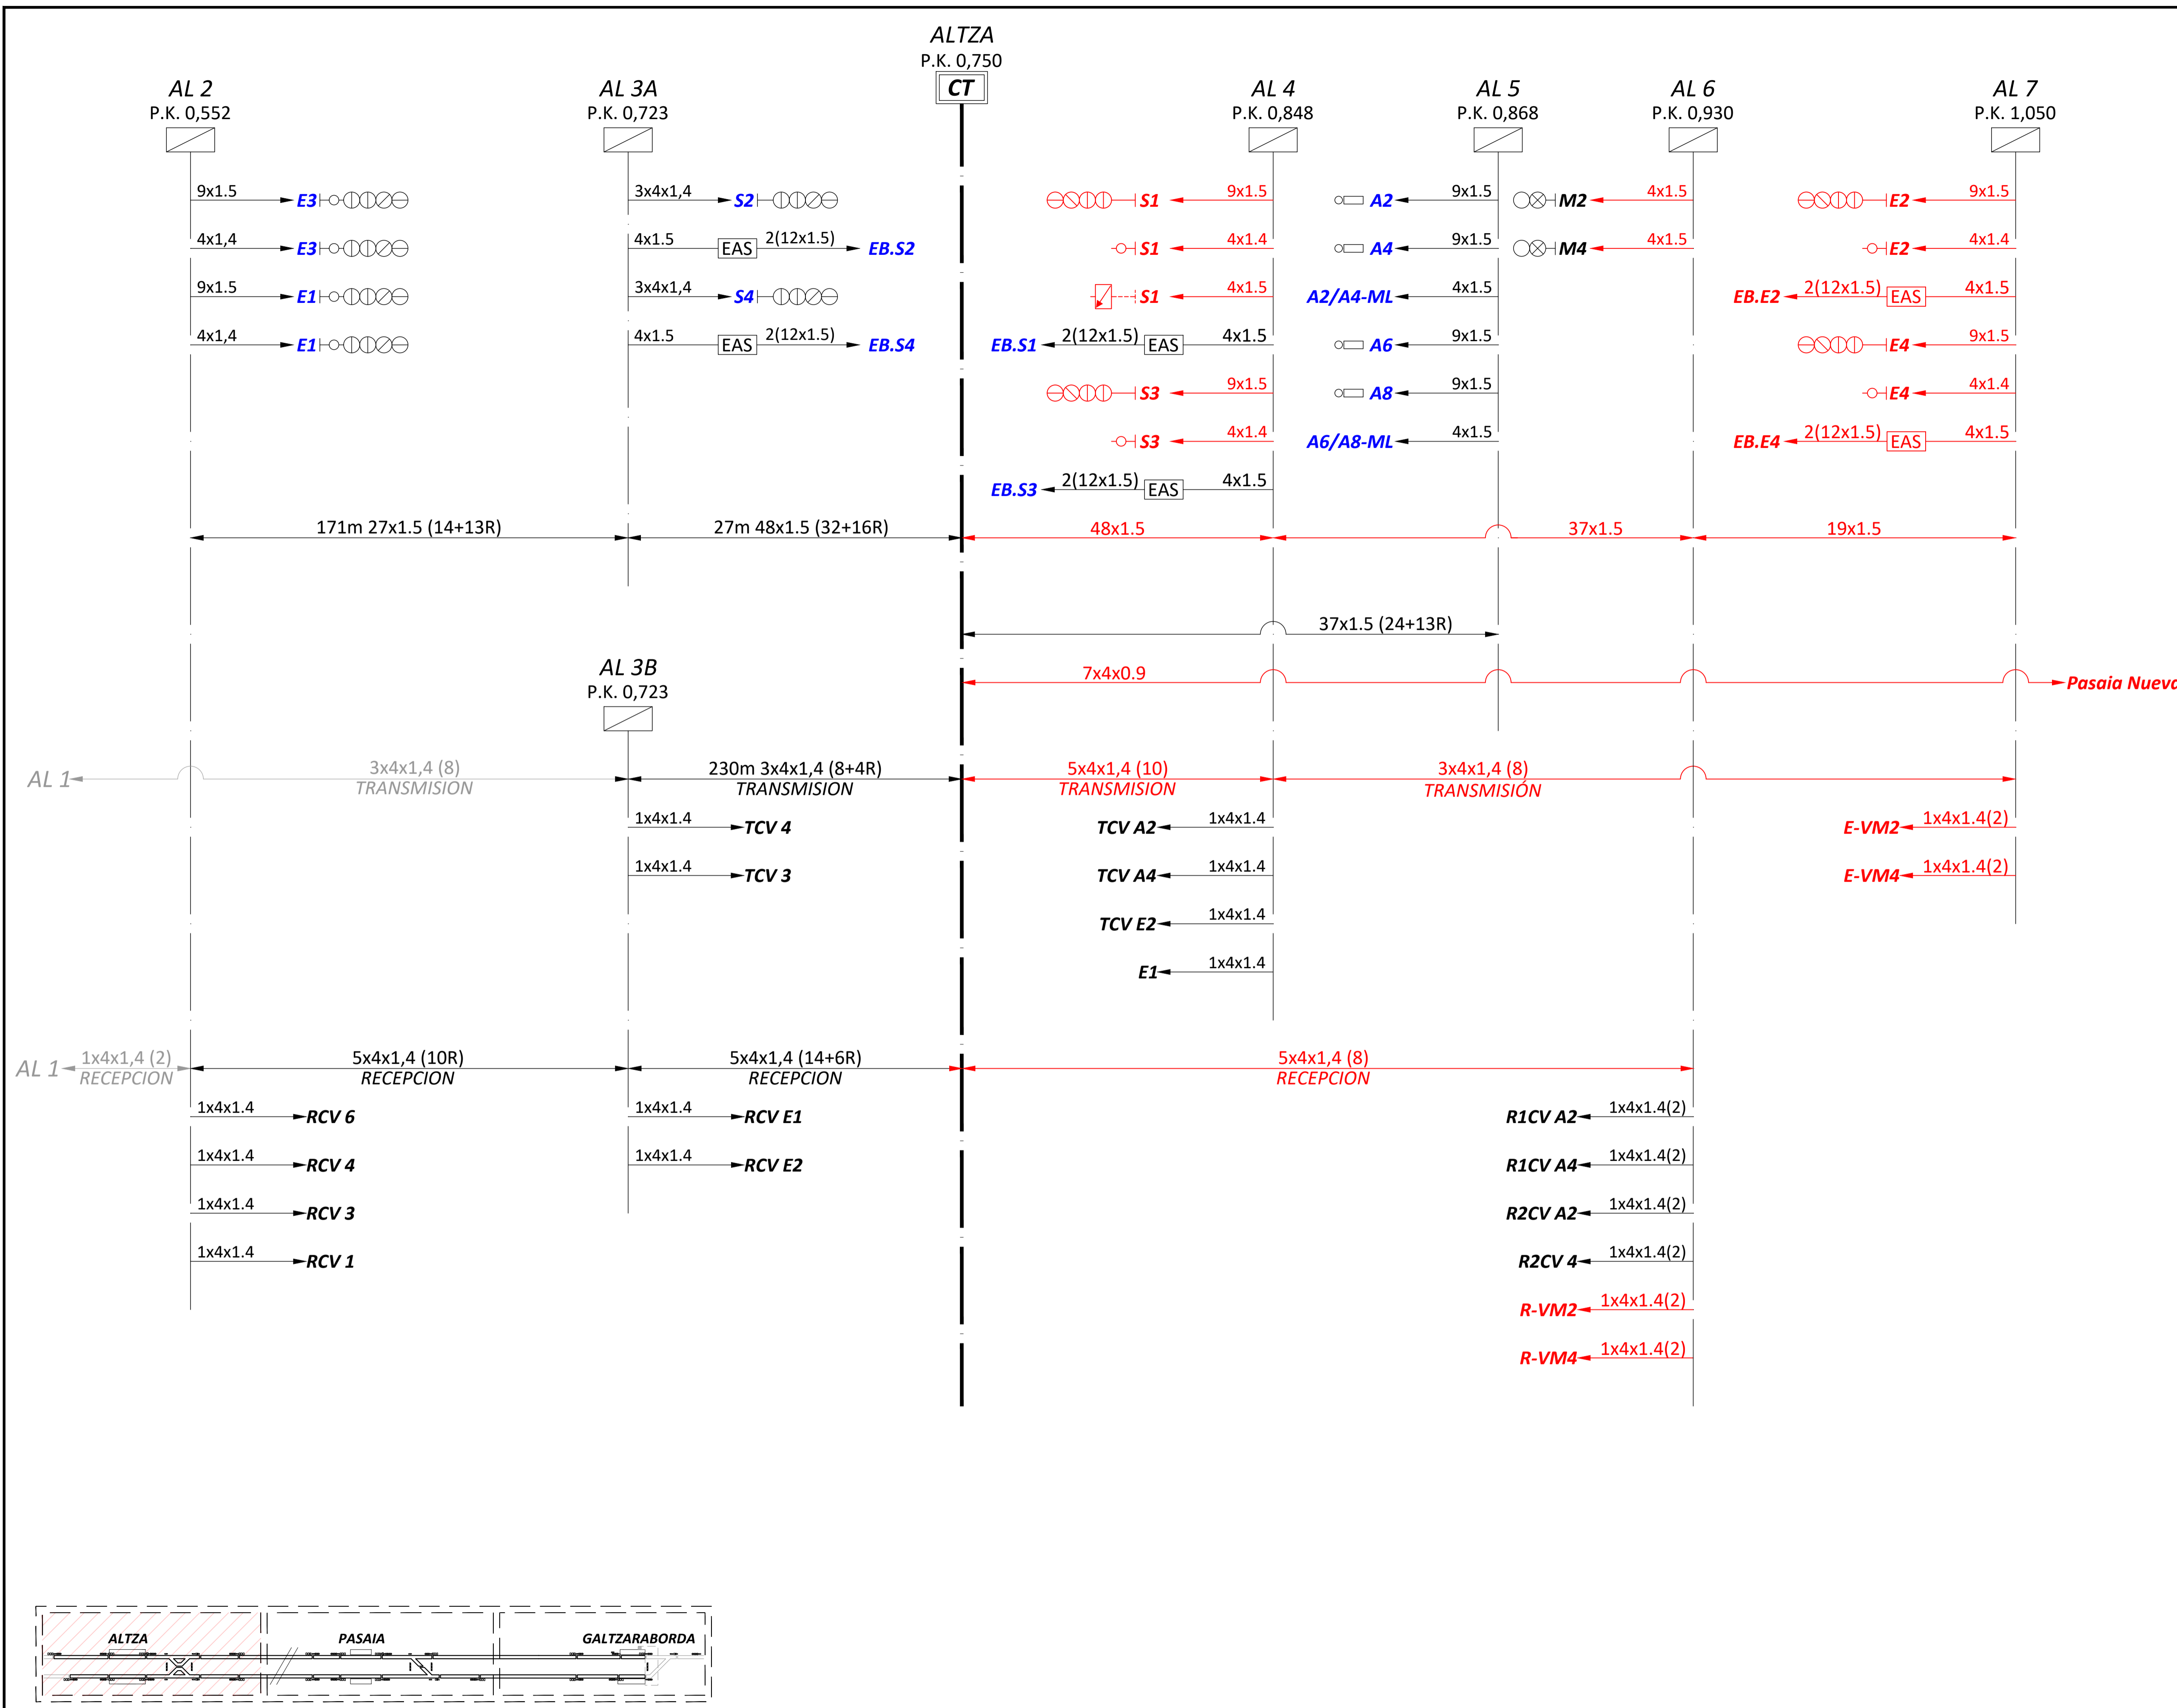 ALTZA
P.K. 0,750
CT
AL 2
P.K. 0,552
AL 3A
P.K. 0,723
AL 4
P.K. 0,848
AL 5
P.K. 0,868
AL 6
P.K. 0,930
AL 7
P.K. 1,050
9x1.5 E3
3x4x1,4 S2
S1 9x1.5
A2 9x1.5
M2 4x1.5
E2 9x1.5
4x1,4 E3
4x1.5 EAS 2(12x1.5) EB.S2
S1 4x1.4
A4 9x1.5
M4 4x1.5
E2 4x1.4
9x1.5 E1
3x4x1,4 S4
S1 4x1.5
A2/A4-ML 4x1.5
EB.E2 2(12x1.5) EAS 4x1.5
4x1,4 E1
4x1.5 EAS 2(12x1.5) EB.S4
EB.S1 2(12x1.5) EAS 4x1.5
A6 9x1.5
E4 9x1.5
S3 9x1.5
A8 9x1.5
E4 4x1.4
S3 4x1.4
A6/A8-ML 4x1.5
EB.E4 2(12x1.5) EAS 4x1.5
EB.S3 2(12x1.5) EAS 4x1.5
171m 27x1.5 (14+13R)
27m 48x1.5 (32+16R)
48x1.5
37x1.5
19x1.5
37x1.5 (24+13R)
AL 3B
P.K. 0,723
7x4x0.9
Pasaia Nueva
AL 1
3x4x1,4 (8)
TRANSMISION
230m 3x4x1,4 (8+4R)
TRANSMISION
5x4x1,4 (10)
TRANSMISION
3x4x1,4 (8)
TRANSMISIÓN
1x4x1.4 TCV 4
TCV A2 1x4x1.4
E-VM2 1x4x1.4(2)
1x4x1.4 TCV 3
TCV A4 1x4x1.4
E-VM4 1x4x1.4(2)
TCV E2 1x4x1.4
E1 1x4x1.4
AL 1
1x4x1,4 (2)
RECEPCION
5x4x1,4 (10R)
RECEPCION
5x4x1,4 (14+6R)
RECEPCION
5x4x1,4 (8)
RECEPCION
1x4x1.4 RCV 6
1x4x1.4 RCV E1
R1CV A2 1x4x1.4(2)
1x4x1.4 RCV 4
1x4x1.4 RCV E2
R1CV A4 1x4x1.4(2)
1x4x1.4 RCV 3
R2CV A2 1x4x1.4(2)
1x4x1.4 RCV 1
R2CV 4 1x4x1.4(2)
R-VM2 1x4x1.4(2)
R-VM4 1x4x1.4(2)
ALTZA
PASAIA
GALTZARABORDA